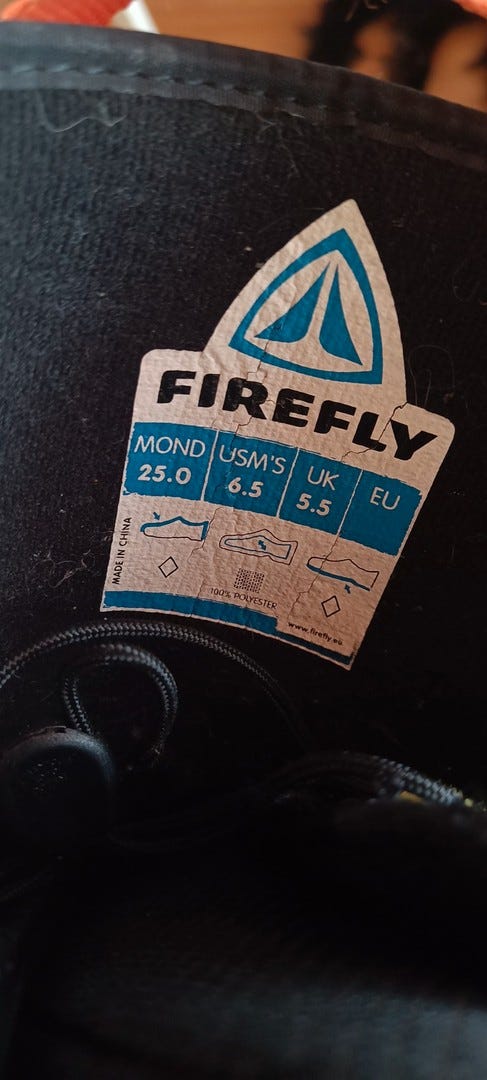 FIREFLY
MOND USM'S UK EU
25.0 6.5 5.5
MADE IN CHINA
100% POLYESTER
www.firefly.eu